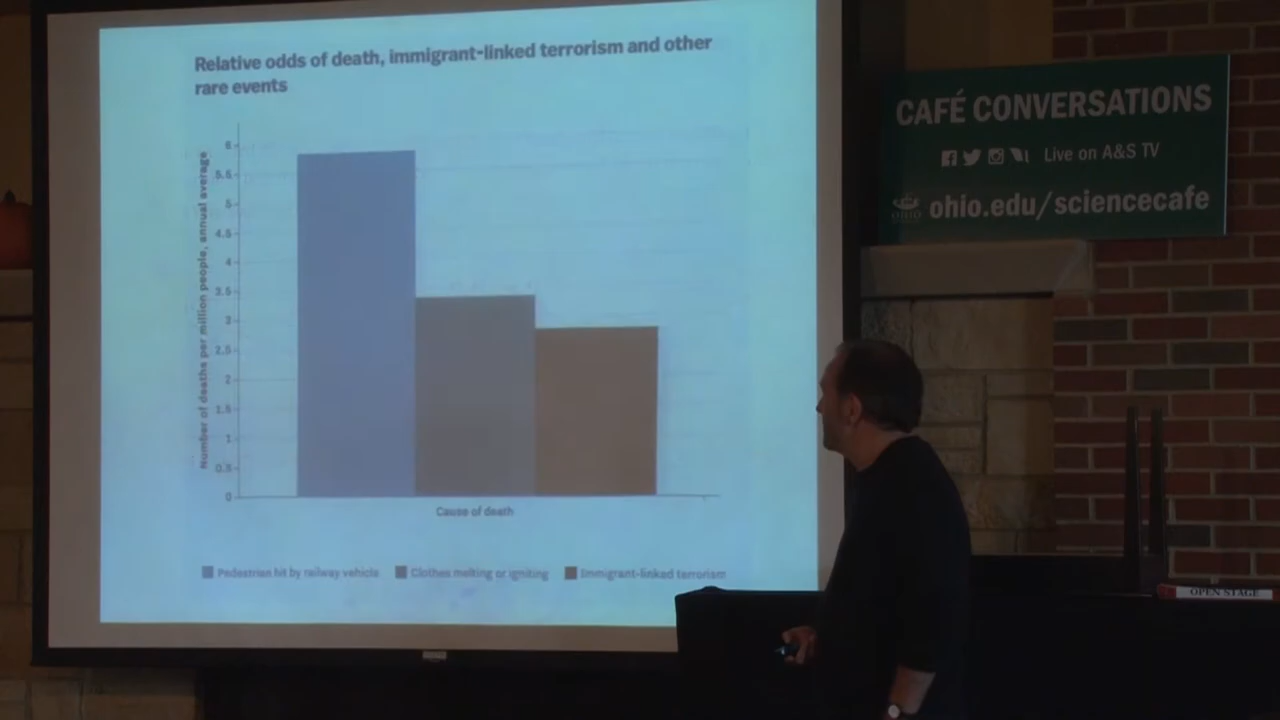 Relative odds of death, immigrant-linked terrorism and other
rare events
Number of deaths per million people, annual average
6
5.5
5
4.5
4
3.5
3
2.5
2
1.5
1
0.5
0
Cause of death
Pedestrian hit by railway vehicle
Clothes melting or igniting
Immigrant-linked terrorism
CAFÉ CONVERSATIONS
Live on A&S TV
OHIO
ohio.edu/sciencecafe
OPEN STAGE